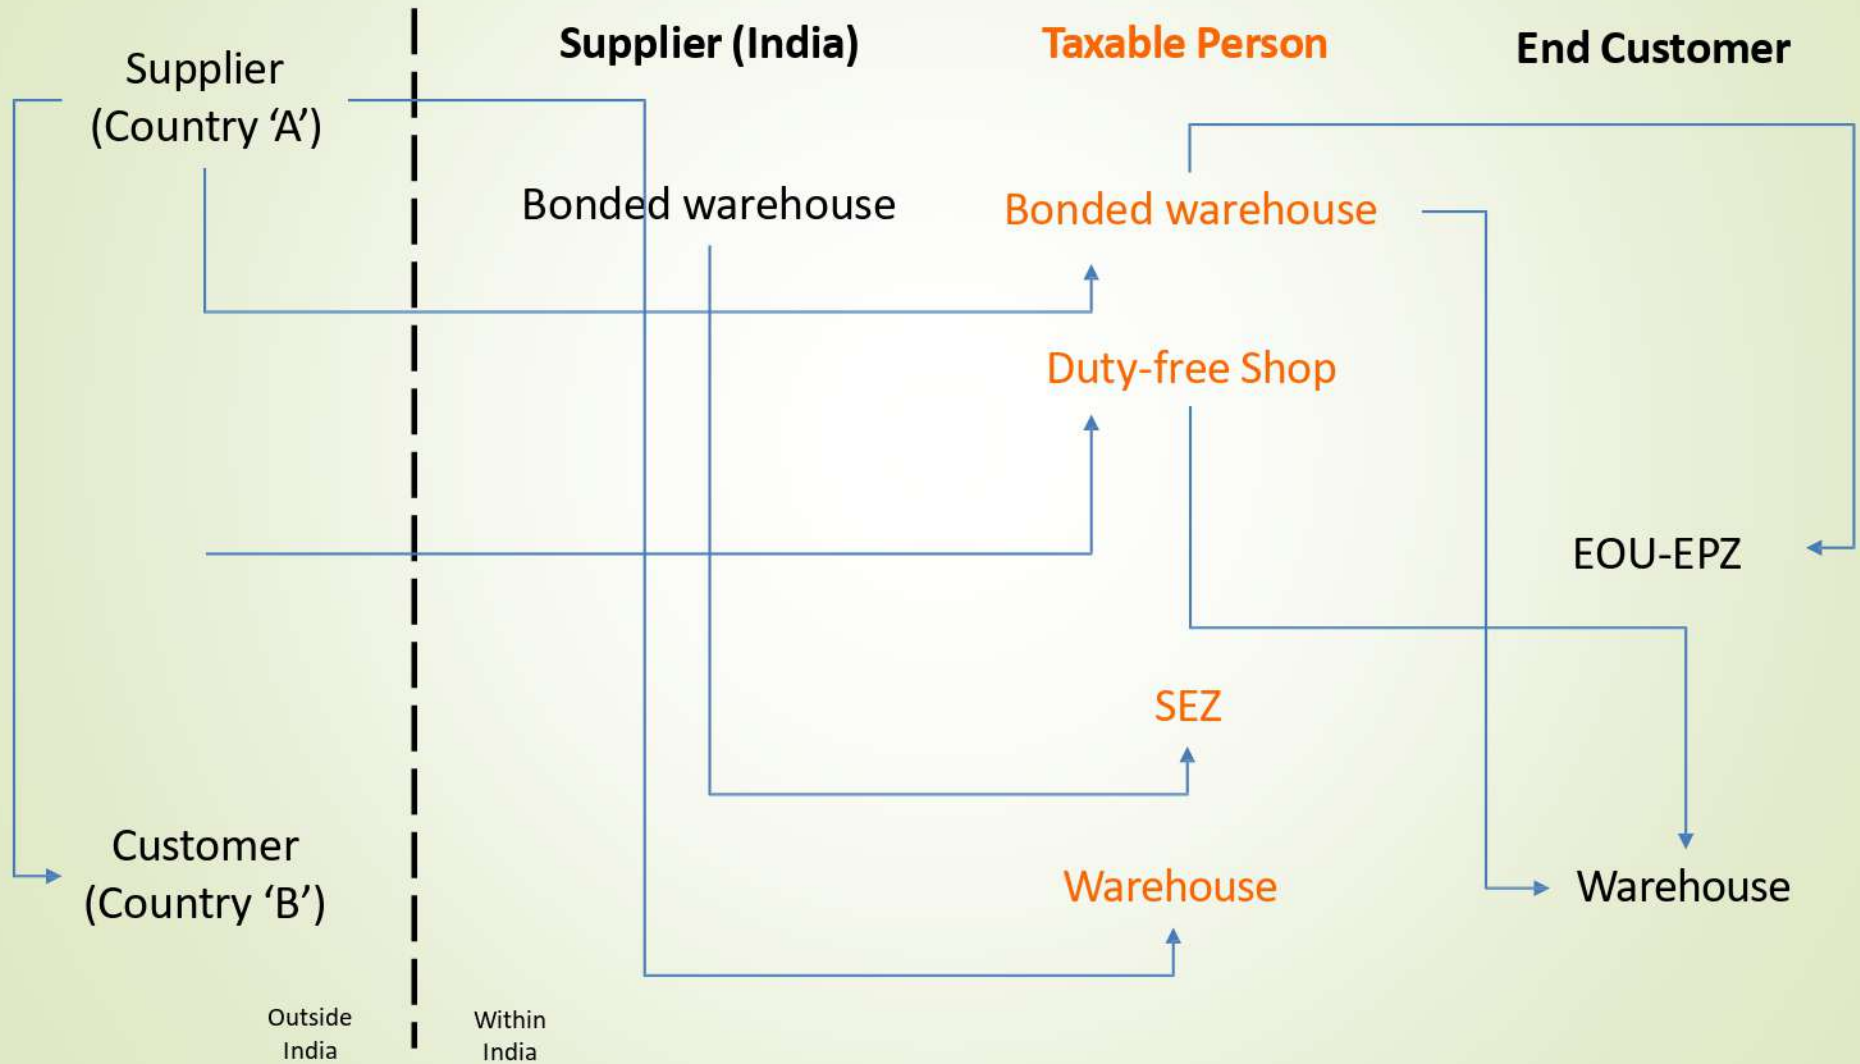 Supplier
(Country ‘A’)
Supplier (India)
Taxable Person
End Customer
Bonded warehouse
Bonded warehouse
Duty-free Shop
EOU-EPZ
SEZ
Customer
(Country ‘B’)
Warehouse
Warehouse
Outside
India
Within
India